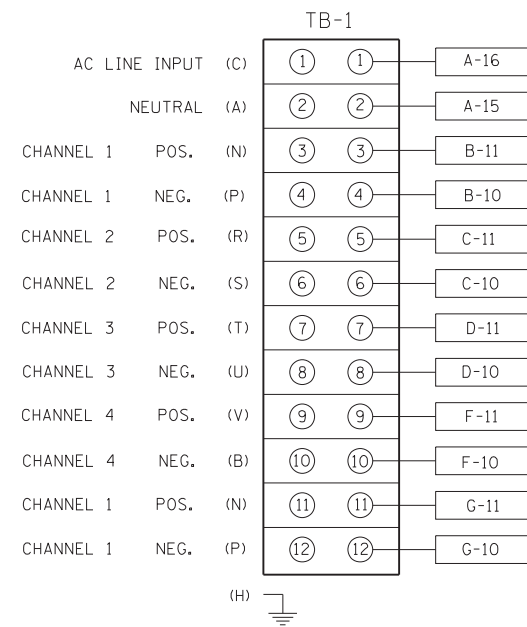 TB-1
AC LINE INPUT (C) 1 1 A-16
NEUTRAL (A) 2 2 A-15
CHANNEL 1 POS. (N) 3 3 B-11
CHANNEL 1 NEG. (P) 4 4 B-10
CHANNEL 2 POS. (R) 5 5 C-11
CHANNEL 2 NEG. (S) 6 6 C-10
CHANNEL 3 POS. (T) 7 7 D-11
CHANNEL 3 NEG. (U) 8 8 D-10
CHANNEL 4 POS. (V) 9 9 F-11
CHANNEL 4 NEG. (B) 10 10 F-10
CHANNEL 1 POS. (N) 11 11 G-11
CHANNEL 1 NEG. (P) 12 12 G-10
(H)